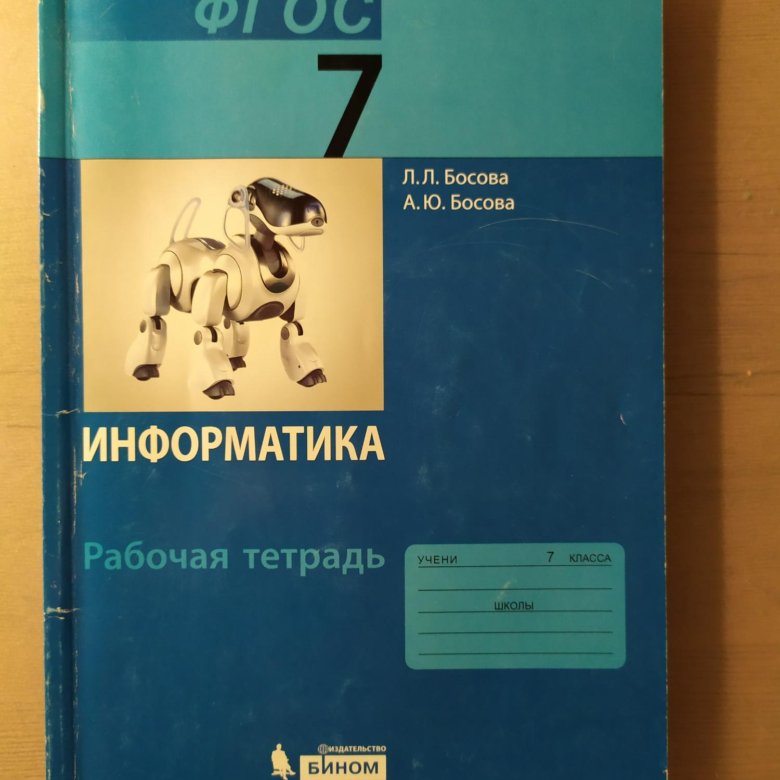 ФГОС
7
Л.Л. Босова
А.Ю. Босова
ИНФОРМАТИКА
Рабочая тетрадь
УЧЕНИ 7 КЛАССА
ШКОЛЫ
ИЗДАТЕЛЬСТВО
БИНОМ